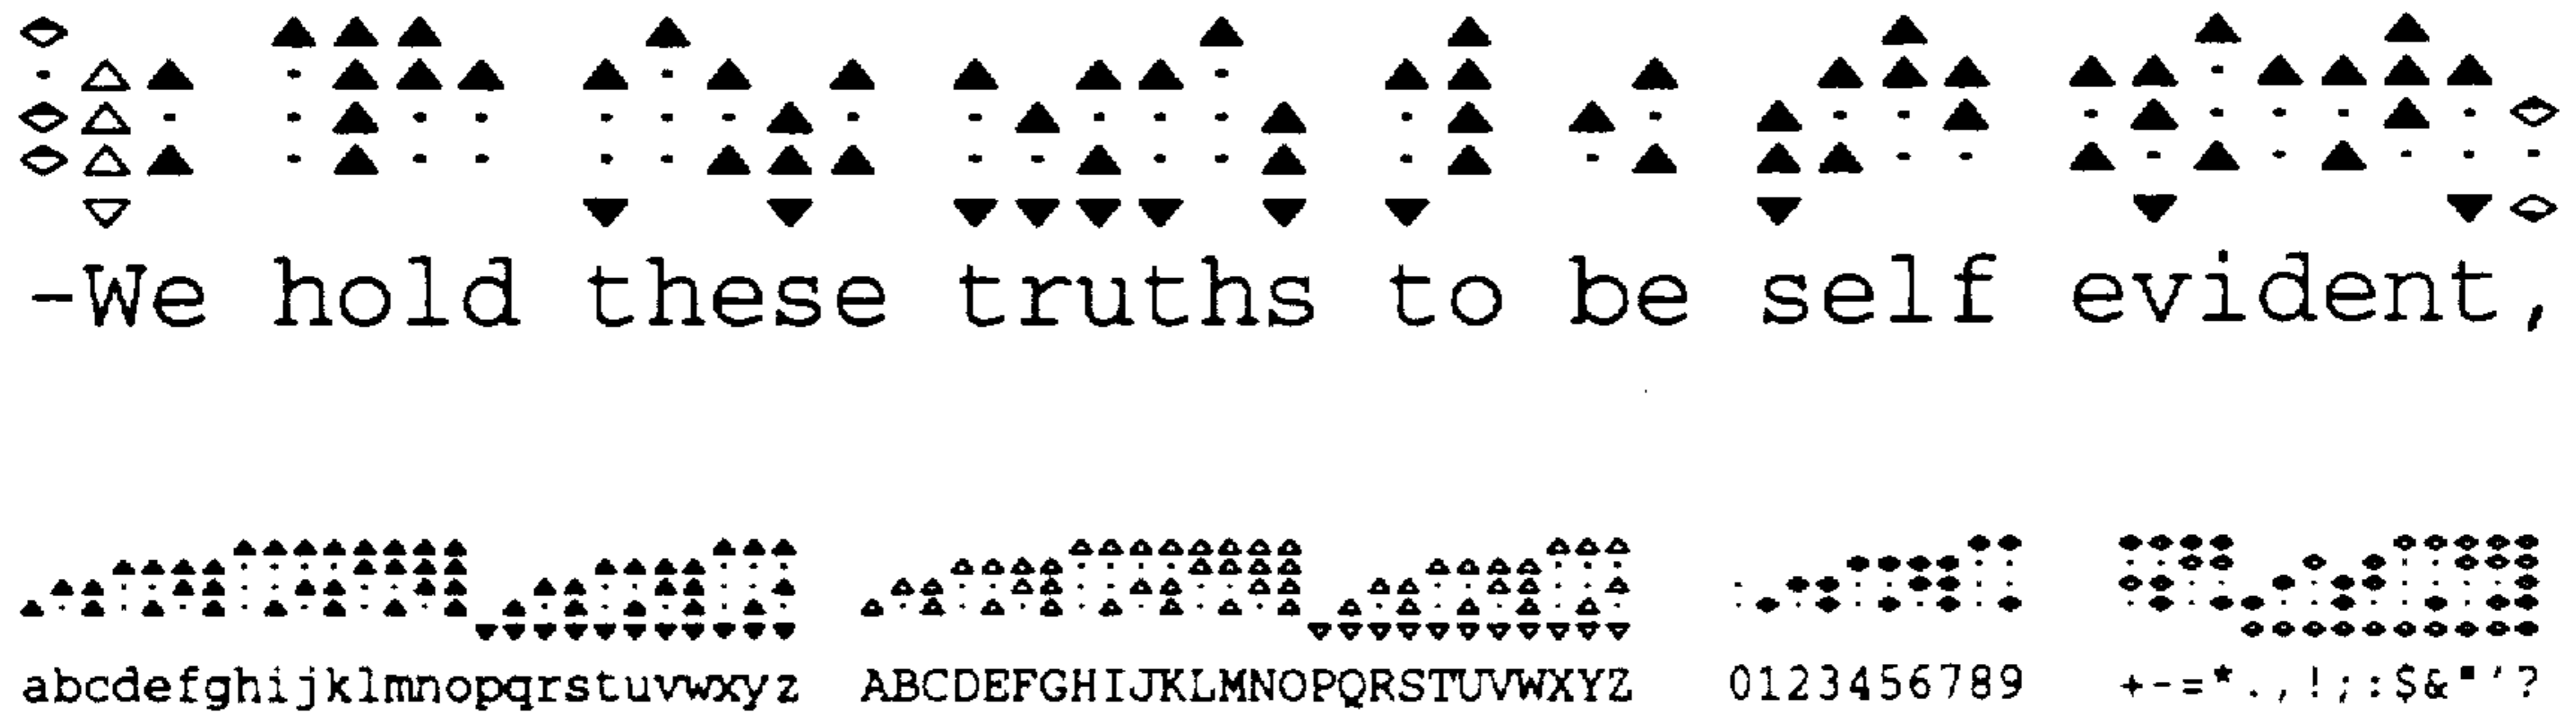 -We hold these truths to be self evident,
abcdefghijklmnopqrstuvwxyz ABCDEFGHIJKLMNOPQRSTUVWXYZ 0123456789 +-=*.,!;:$&"'?